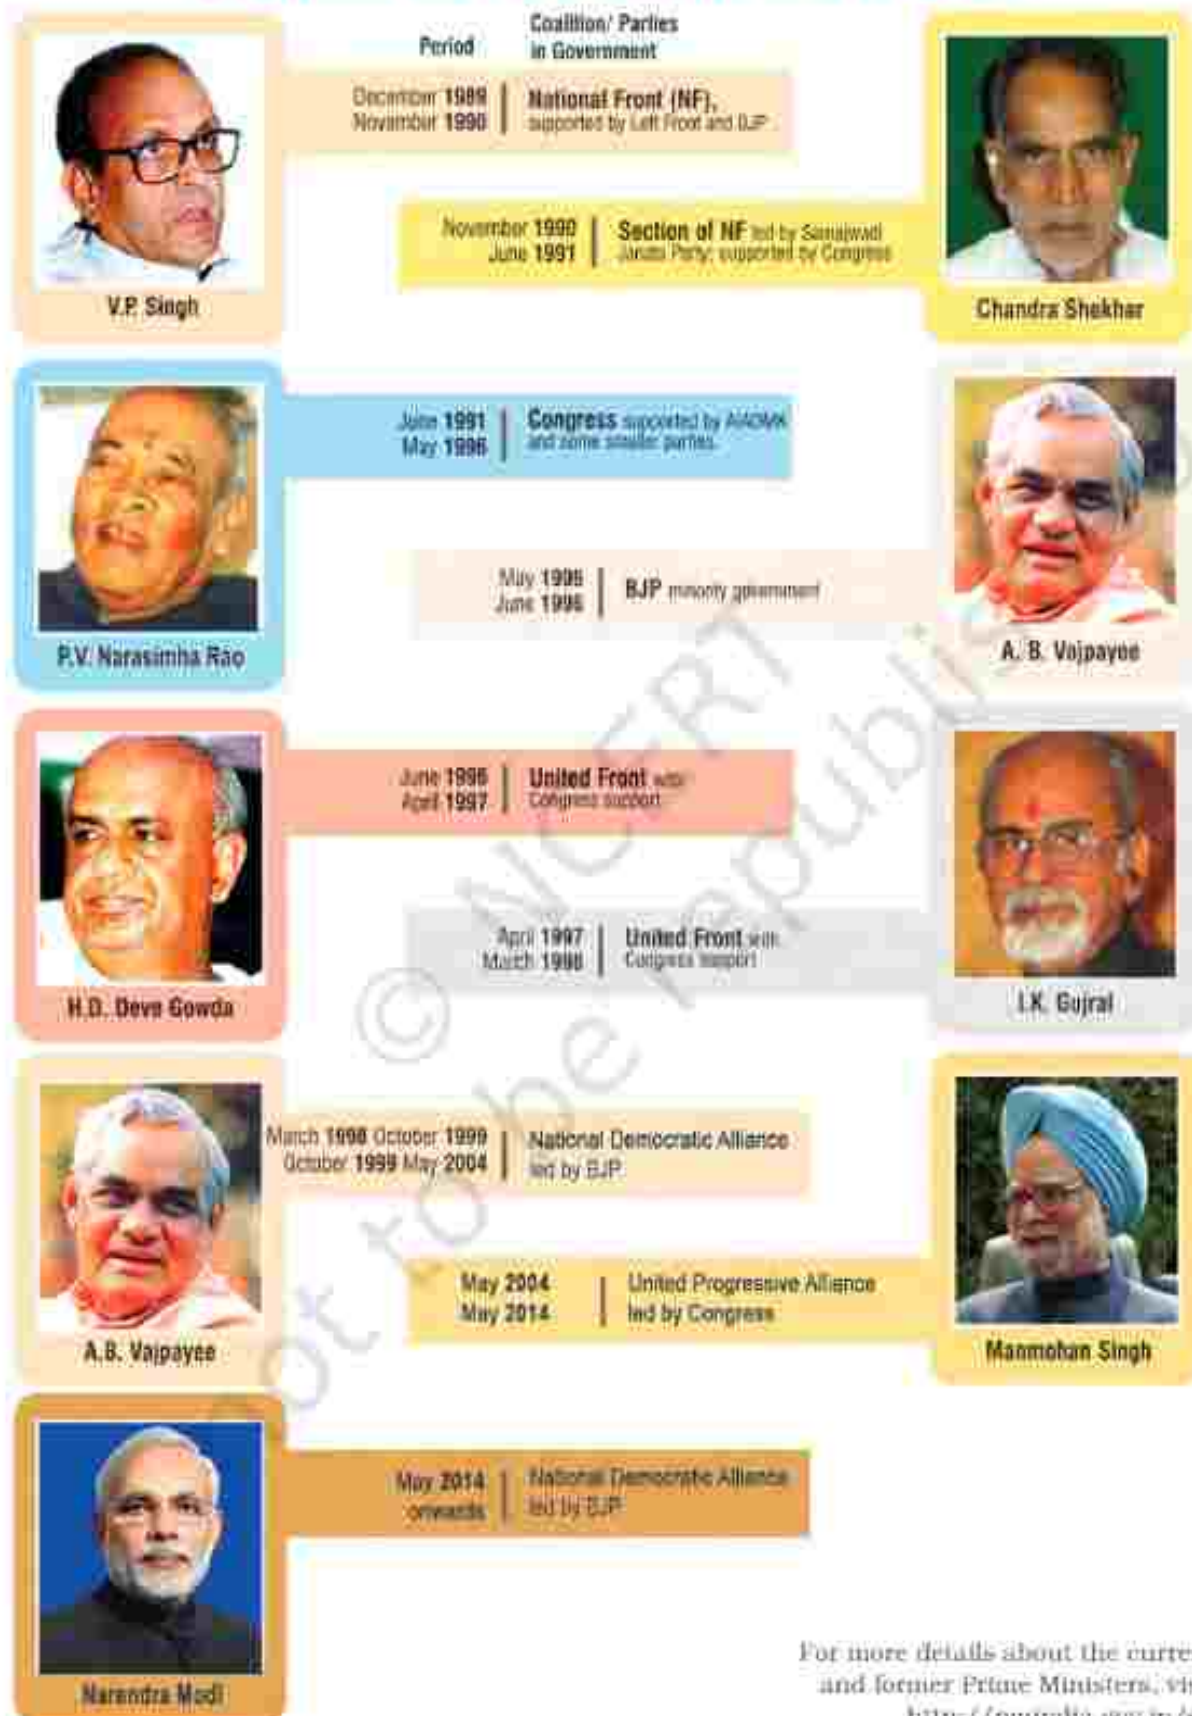 Period
Coalition/ Parties
in Government
December 1989
November 1990
National Front (NF),
supported by Left Front and BJP
V.P. Singh
November 1990
June 1991
Section of NF led by Samajwadi
Janata Party; supported by Congress
Chandra Shekhar
June 1991
May 1996
Congress supported by AIADMK
and some smaller parties.
P.V. Narasimha Rao
May 1996
June 1996
BJP minority government
A. B. Vajpayee
June 1996
April 1997
United Front with
Congress support
H.D. Deve Gowda
April 1997
March 1998
United Front with
Congress support
I.K. Gujral
March 1998 October 1999
October 1999 May 2004
National Democratic Alliance
led by BJP
A.B. Vajpayee
May 2004
May 2014
United Progressive Alliance
led by Congress
Manmohan Singh
May 2014
onwards
National Democratic Alliance
led by BJP
Narendra Modi
For more details about the curre
and former Prime Ministers, vi
© NCERT
not to be republis